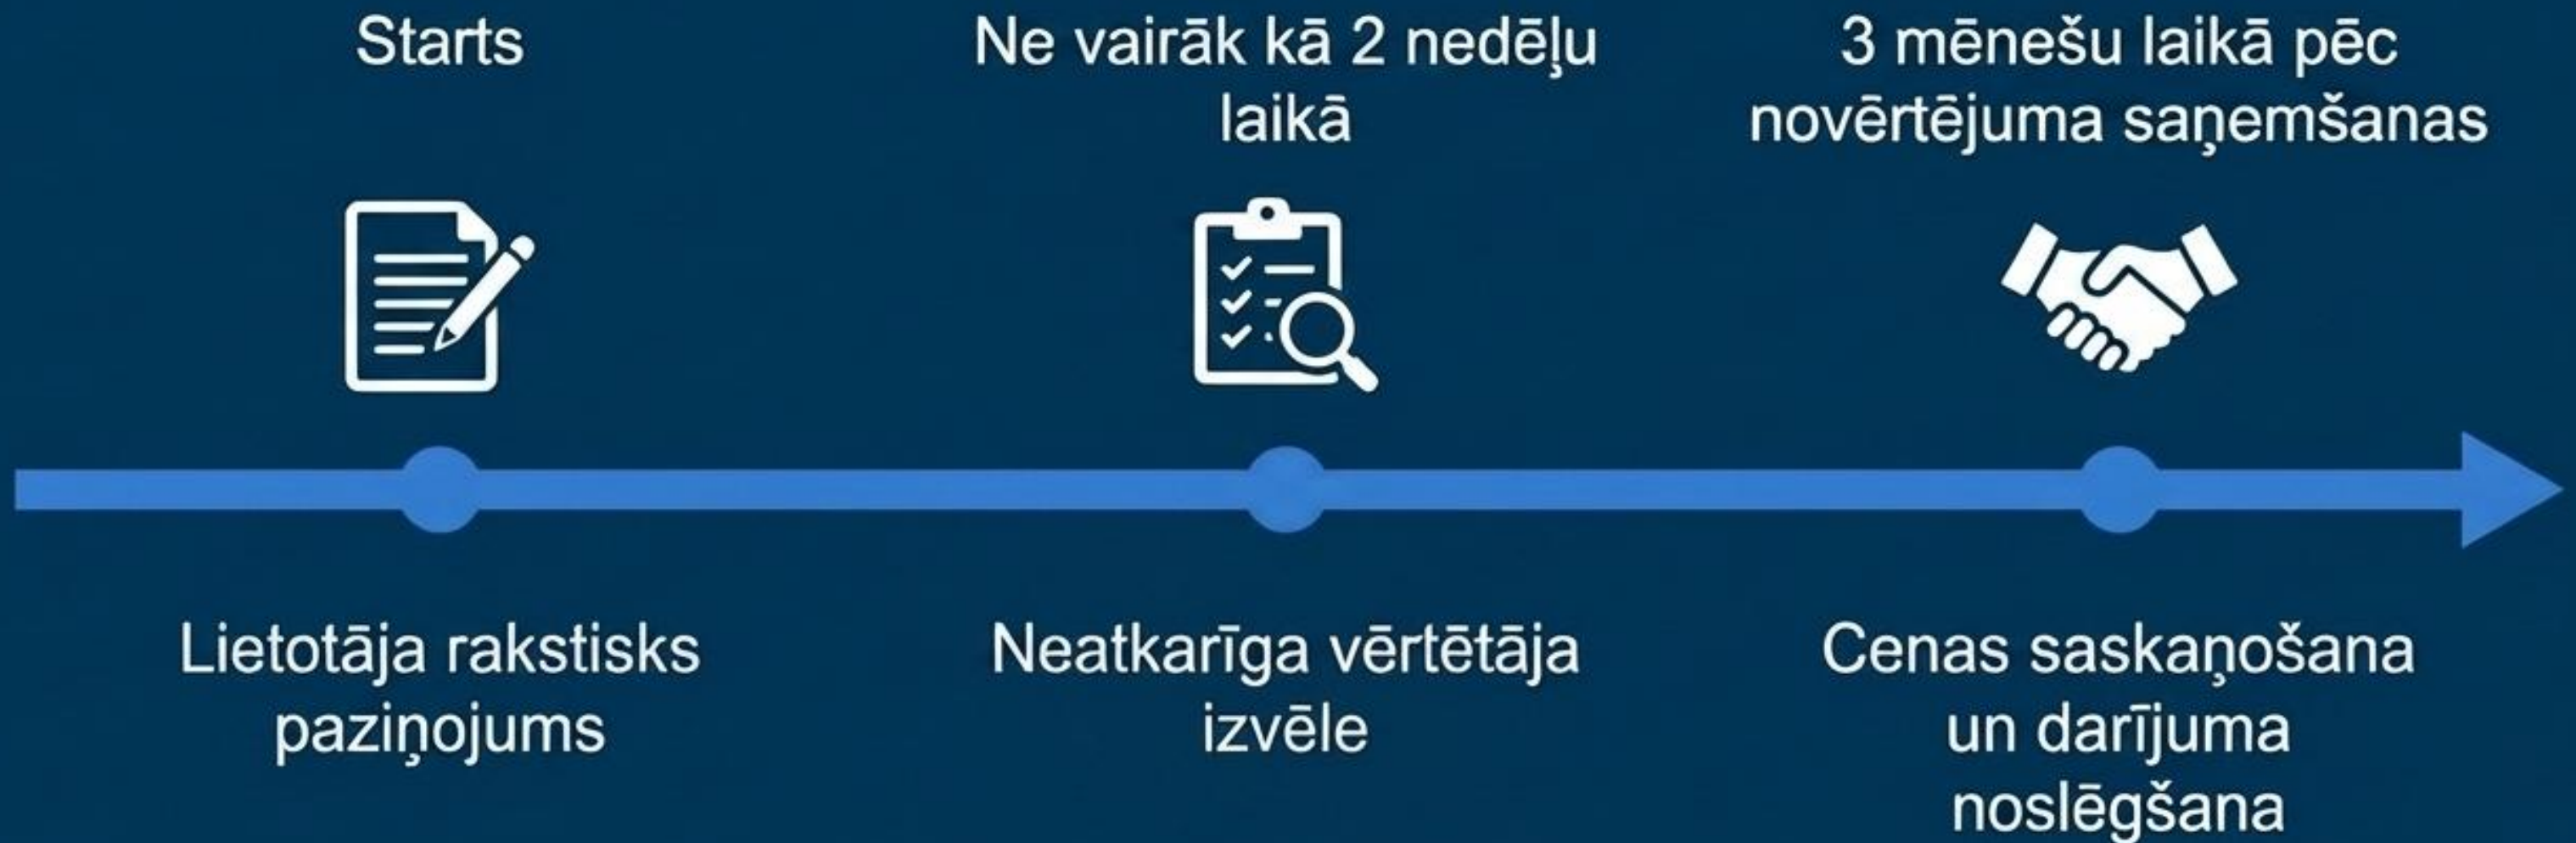 Starts
Ne vairāk kā 2 nedēļu
laikā
3 mēnešu laikā pēc
novērtējuma saņemšanas
Lietotāja rakstisks
paziņojums
Neatkarīga vērtētāja
izvēle
Cenas saskaņošana
un darījuma
noslēgšana